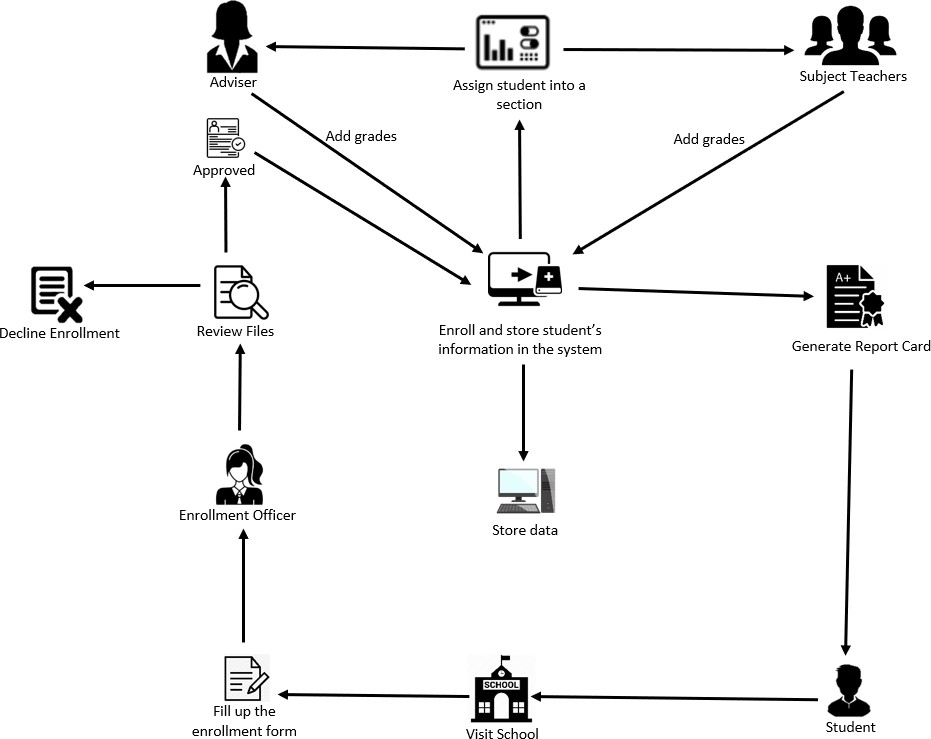 Adviser
Assign student into a
section
Subject Teachers
Add grades
Add grades
Approved
Decline Enrollment
Review Files
Enroll and store student's
information in the system
A+
Generate Report Card
Enrollment Officer
Store data
Fill up the
enrollment form
SCHOOL
Visit School
Student